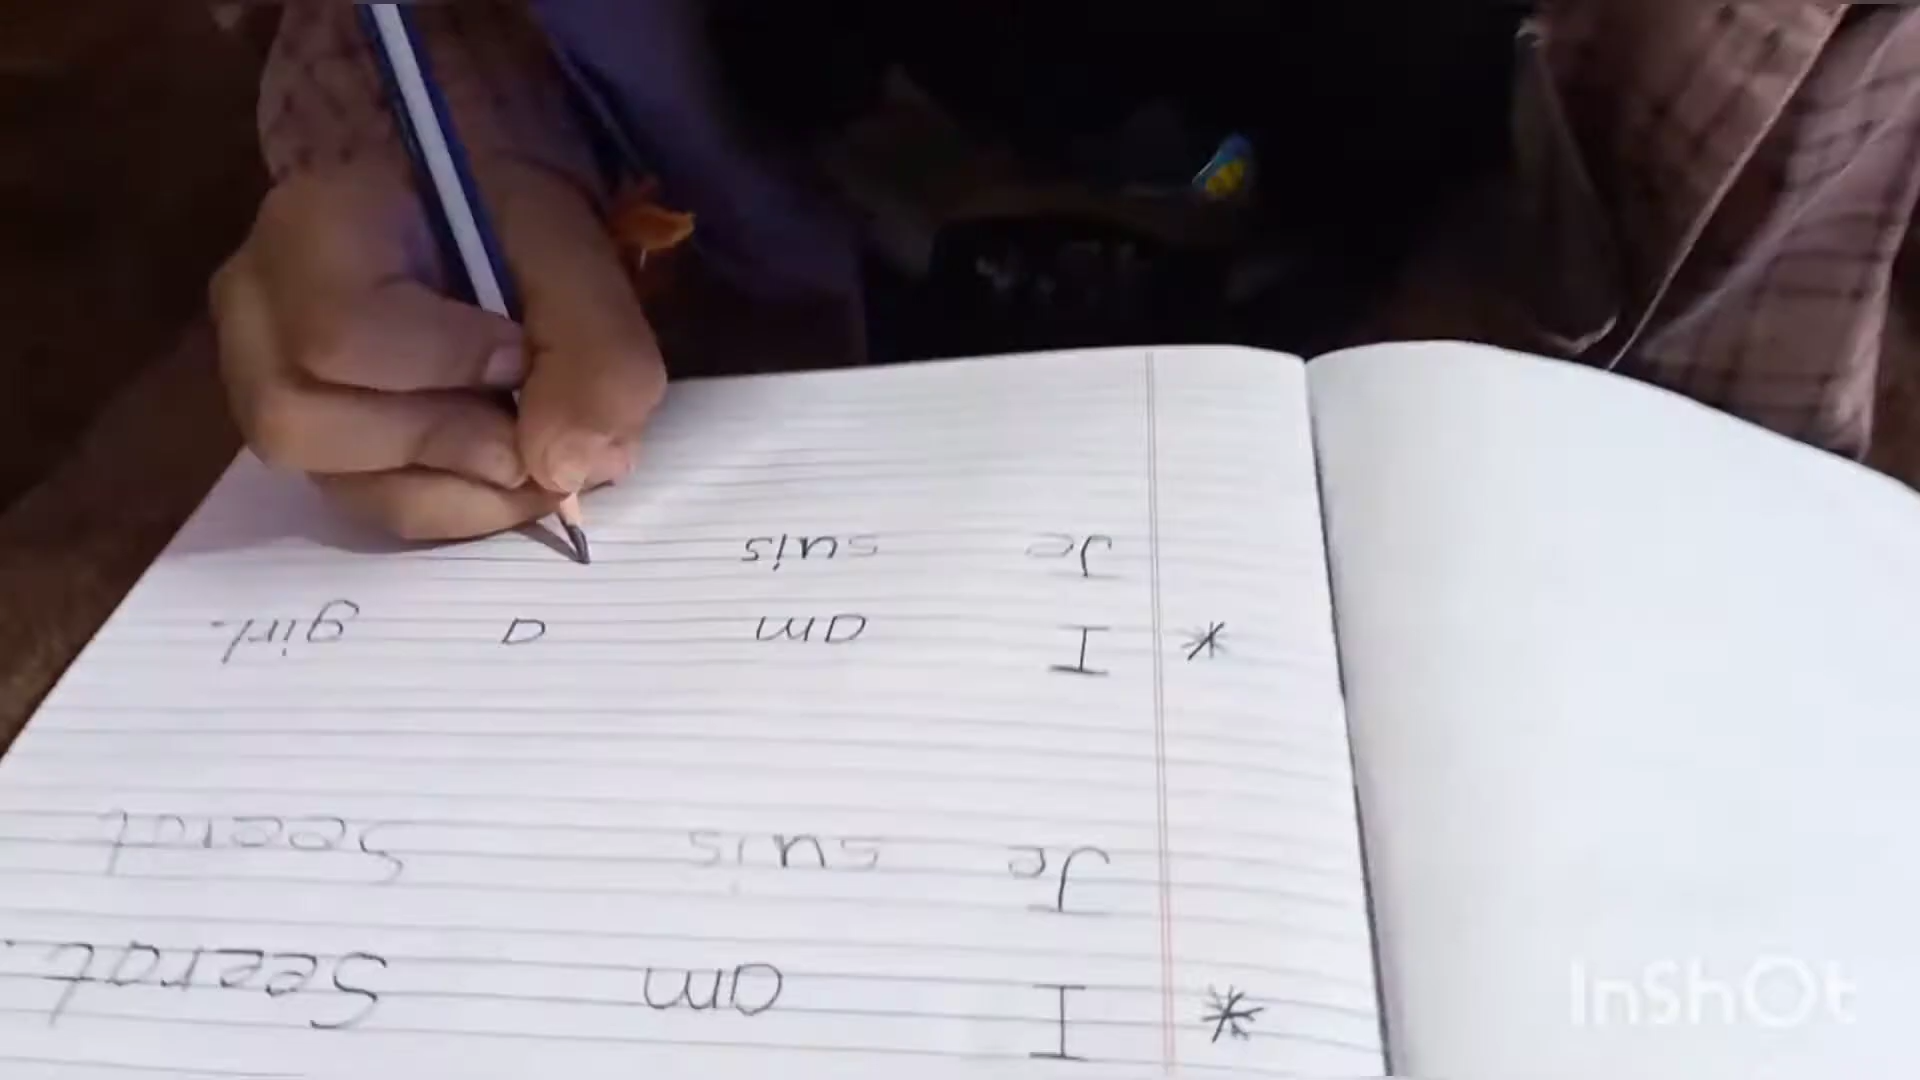 * I am Seerat.
Je suis Seerat
* I am a girl.
Je suis
InShOt